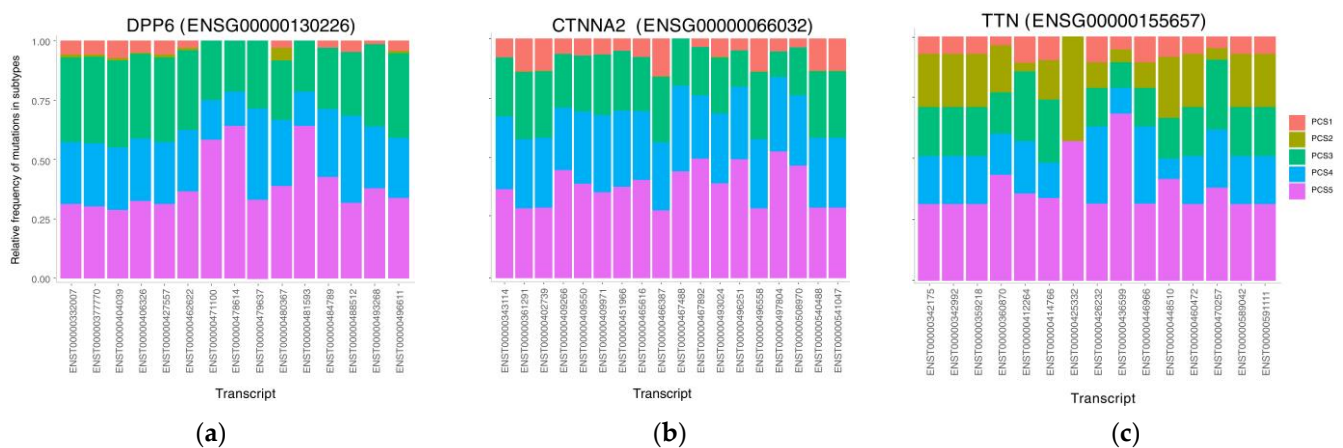 DPP6 (ENSG00000130226)
Relative frequency of mutations in subtypes
1.00
0.75
0.50
0.25
0.00
ENST00000332007
ENST00000377770
ENST00000404039
ENST00000406326
ENST00000427557
ENST00000462622
ENST00000471100
ENST00000478614
ENST00000479637
ENST00000480367
ENST00000481593
ENST00000484789
ENST00000488512
ENST00000493268
ENST00000496611
Transcript
(a)
CTNNA2 (ENSG00000066032)
ENST00000343114
ENST00000361291
ENST00000402739
ENST00000409266
ENST00000409550
ENST00000409971
ENST00000451966
ENST00000465616
ENST00000466387
ENST00000467488
ENST00000467892
ENST00000493024
ENST00000496251
ENST00000496558
ENST00000497804
ENST00000508970
ENST00000540488
ENST00000541047
Transcript
(b)
TTN (ENSG00000155657)
ENST00000342175
ENST00000342992
ENST00000359218
ENST00000360870
ENST00000412264
ENST00000414766
ENST00000425332
ENST00000426232
ENST00000436599
ENST00000446966
ENST00000448510
ENST00000460472
ENST00000470257
ENST00000589042
ENST00000591111
Transcript
(c)
PCS1
PCS2
PCS3
PCS4
PCS5